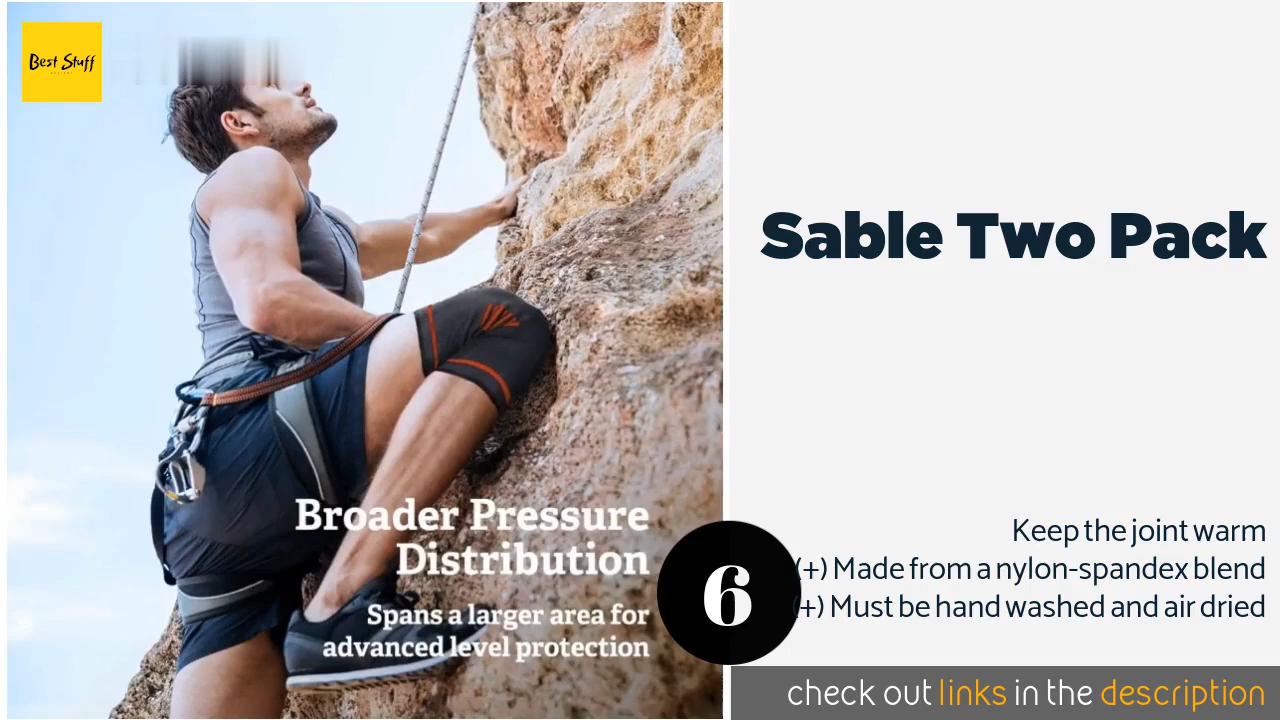 Best Stuff
Sable Two Pack
Broader Pressure
Distribution
Spans a larger area for
advanced level protection
6
Keep the joint warm
(+) Made from a nylon-spandex blend
(+) Must be hand washed and air dried
check out links in the description